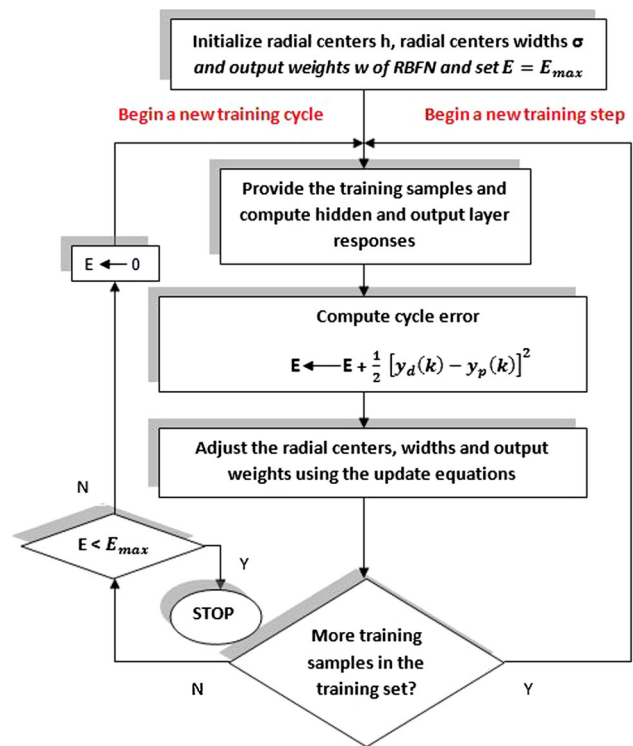 Initialize radial centers h, radial centers widths σ
and output weights w of RBFN and set E = E_max
Begin a new training cycle
Begin a new training step
Provide the training samples and
compute hidden and output layer
responses
E ← 0
Compute cycle error
E ← E + 1/2 [y_d(k) − y_p(k)]^2
Adjust the radial centers, widths and output
weights using the update equations
N
E < E_max
Y
STOP
More training
samples in the
training set?
N
Y